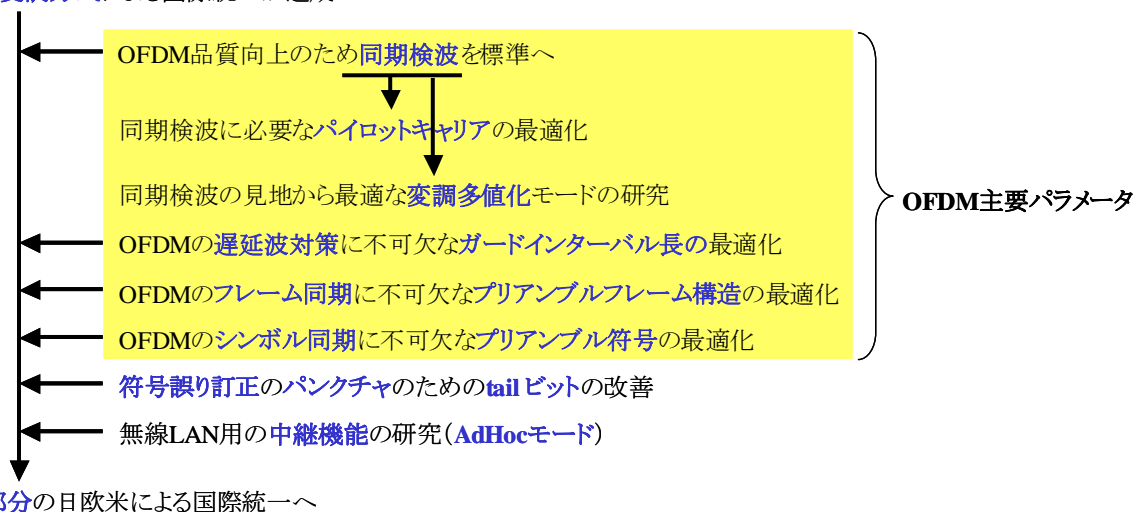 OFDM品質向上のため同期検波を標準へ
同期検波に必要なパイロットキャリアの最適化
同期検波の見地から最適な変調多値化モードの研究
OFDM主要パラメータ
OFDMの遅延波対策に不可欠なガードインターバル長の最適化
OFDMのフレーム同期に不可欠なプリアンブルフレーム構造の最適化
OFDMのシンボル同期に不可欠なプリアンブル符号の最適化
符号誤り訂正のパンクチャのためのtailビットの改善
無線LAN用の中継機能の研究(AdHocモード)
部分の日欧米による国際統一へ